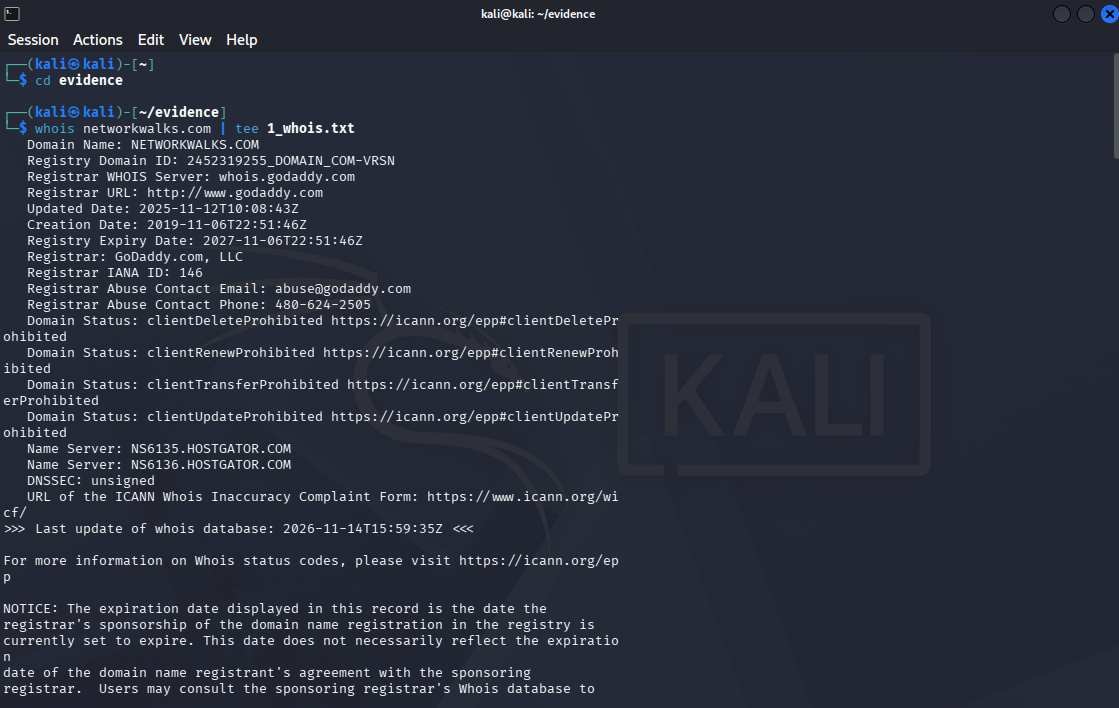 kali@kali: ~/evidence
Session Actions Edit View Help
┌──(kali㉿kali)-[~]
└─$ cd evidence
┌──(kali㉿kali)-[~/evidence]
└─$ whois networkwalks.com | tee 1_whois.txt
Domain Name: NETWORKWALKS.COM
Registry Domain ID: 2452319255_DOMAIN_COM-VRSN
Registrar WHOIS Server: whois.godaddy.com
Registrar URL: http://www.godaddy.com
Updated Date: 2025-11-12T10:08:43Z
Creation Date: 2019-11-06T22:51:46Z
Registry Expiry Date: 2027-11-06T22:51:46Z
Registrar: GoDaddy.com, LLC
Registrar IANA ID: 146
Registrar Abuse Contact Email: abuse@godaddy.com
Registrar Abuse Contact Phone: 480-624-2505
Domain Status: clientDeleteProhibited https://icann.org/epp#clientDeletePr
ohibited
Domain Status: clientRenewProhibited https://icann.org/epp#clientRenewProh
ibited
Domain Status: clientTransferProhibited https://icann.org/epp#clientTransf
erProhibited
Domain Status: clientUpdateProhibited https://icann.org/epp#clientUpdatePr
ohibited
Name Server: NS6135.HOSTGATOR.COM
Name Server: NS6136.HOSTGATOR.COM
DNSSEC: unsigned
URL of the ICANN Whois Inaccuracy Complaint Form: https://www.icann.org/wi
cf/
>>> Last update of whois database: 2026-11-14T15:59:35Z <<<
For more information on Whois status codes, please visit https://icann.org/ep
p
NOTICE: The expiration date displayed in this record is the date the
registrar's sponsorship of the domain name registration in the registry is
currently set to expire. This date does not necessarily reflect the expiratio
n
date of the domain name registrant's agreement with the sponsoring
registrar.  Users may consult the sponsoring registrar's Whois database to
KALI